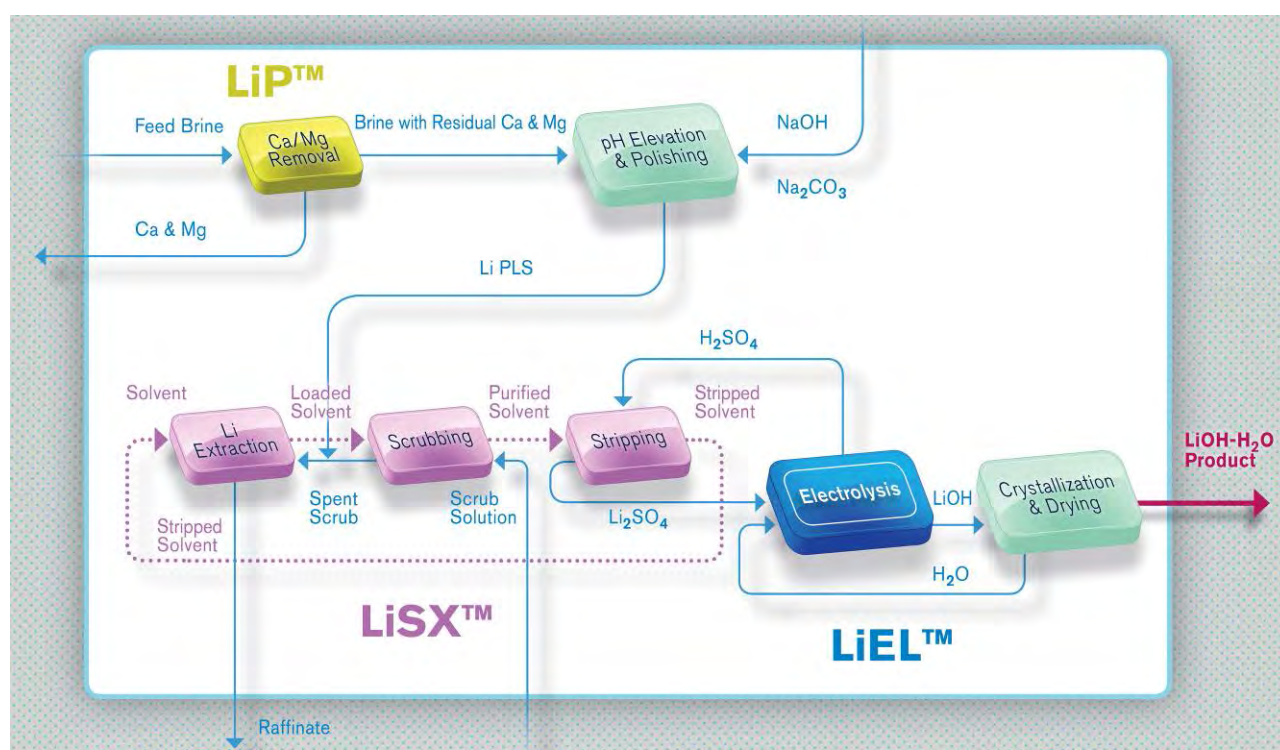 LiP™
Feed Brine
Ca/Mg
Removal
Brine with Residual Ca & Mg
pH Elevation
& Polishing
NaOH
Na₂CO₃
Ca & Mg
Li PLS
H₂SO₄
Solvent
Loaded
Solvent
Purified
Solvent
Stripped
Solvent
Li
Extraction
Scrubbing
Stripping
Spent
Scrub
Scrub
Solution
Li₂SO₄
Stripped
Solvent
Electrolysis
LiOH
Crystallization
& Drying
LiOH-H₂O
Product
H₂O
LiSX™
LiEL™
Raffinate